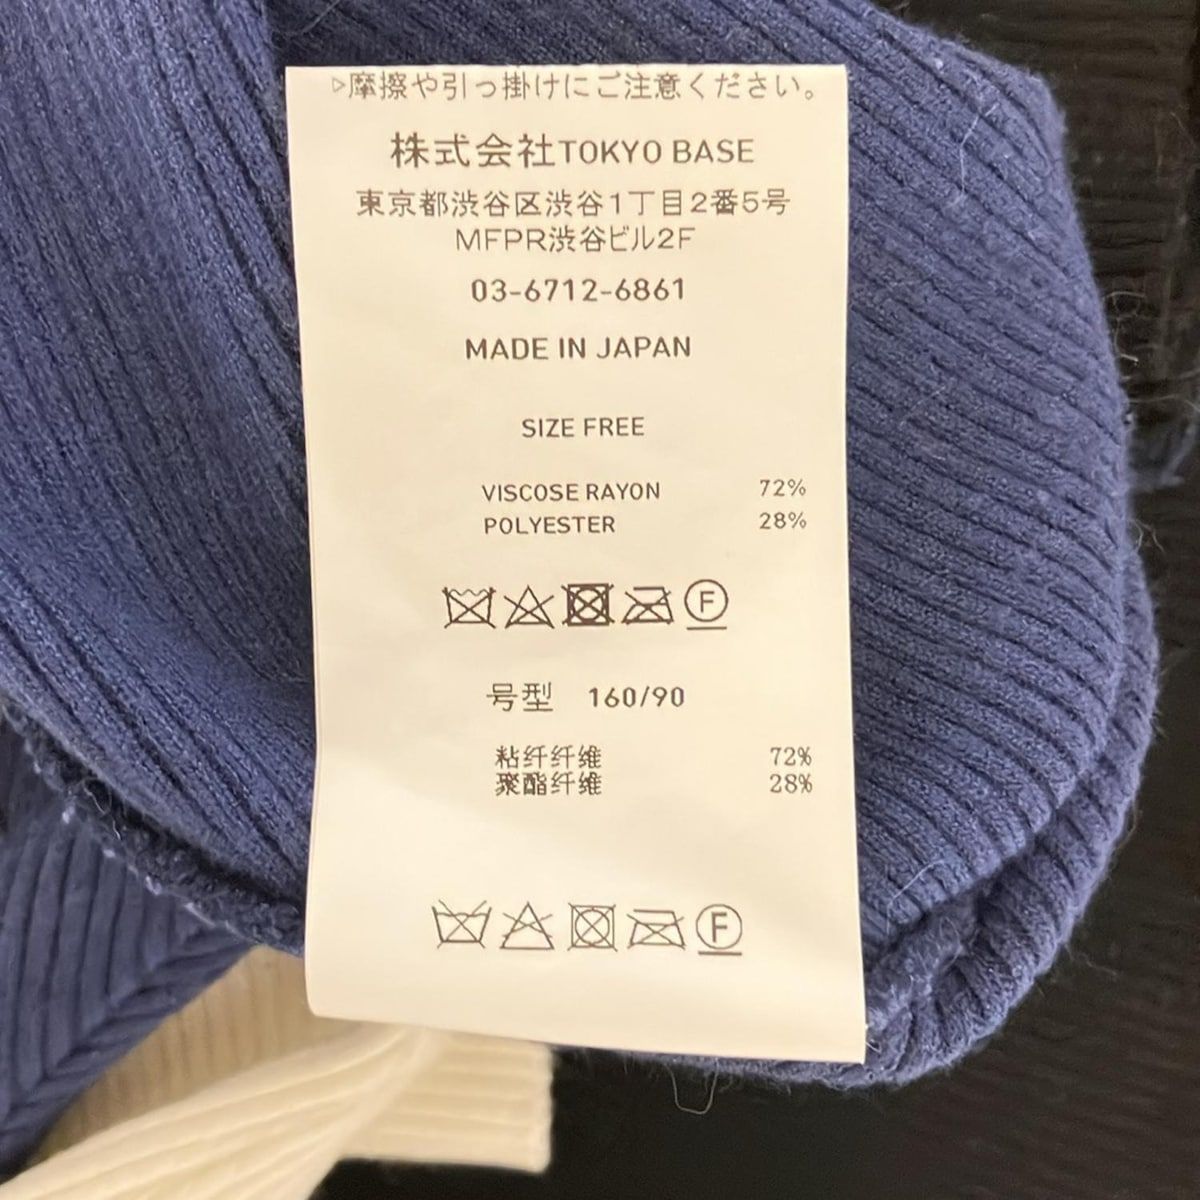 ▷摩擦や引っ掛けにご注意ください。
株式会社TOKYO BASE
東京都渋谷区渋谷1丁目2番5号
MFPR渋谷ビル2F
03-6712-6861
MADE IN JAPAN
SIZE FREE
VISCOSE RAYON 72%
POLYESTER 28%
F
号型 160/90
粘纤纤维 72%
聚酯纤维 28%
F